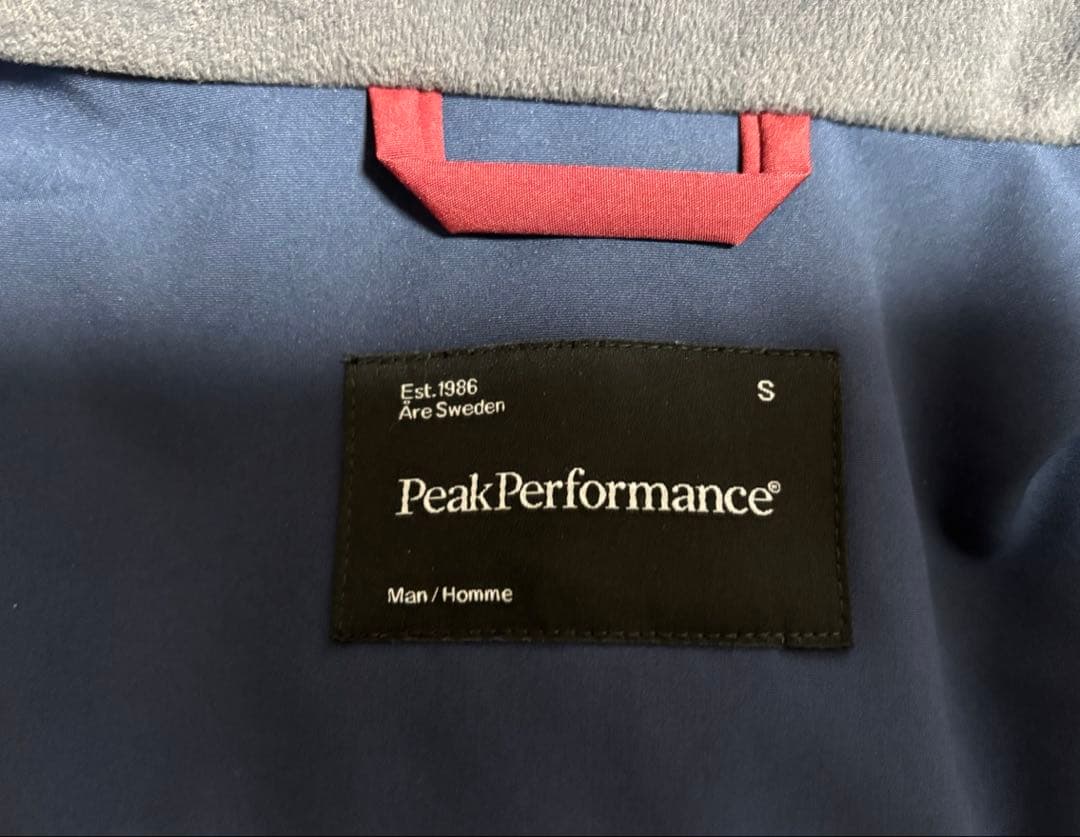 Est.1986
Åre Sweden
S
PeakPerformance®
Man/Homme